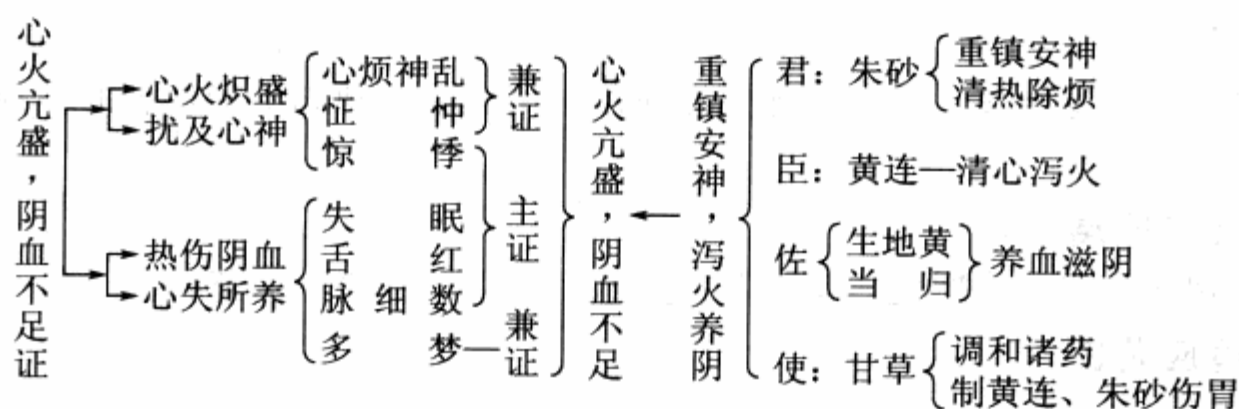 心火亢盛，阴血不足证
心火炽盛
扰及心神
心烦神乱
怔忡
惊悸
兼证
热伤阴血
心失所养
失眠
舌红
脉细数
多梦
主证
兼证
心火亢盛，阴血不足
重镇安神，泻火养阴
君：朱砂
重镇安神
清热除烦
臣：黄连—清心泻火
佐
生地黄
当归
养血滋阴
使：甘草
调和诸药
制黄连、朱砂伤胃